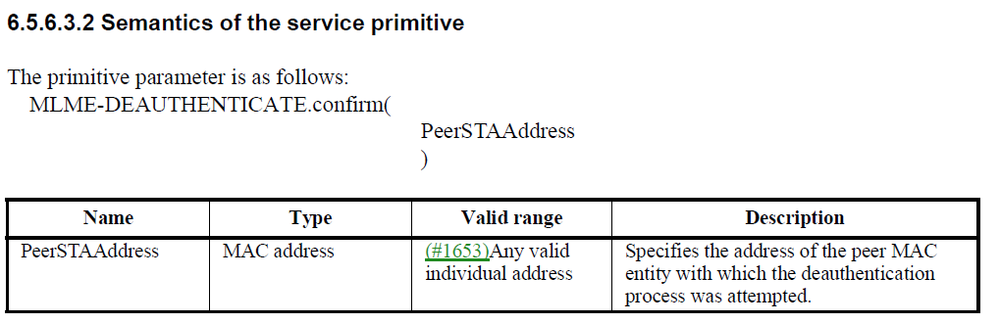 6.5.6.3.2 Semantics of the service primitive
The primitive parameter is as follows:
MLME-DEAUTHENTICATE.confirm(
PeerSTAAddress
)
Name Type Valid range Description
PeerSTAAddress MAC address (#1653)Any valid Specifies the address of the peer MAC
individual address entity with which the deauthentication
process was attempted.